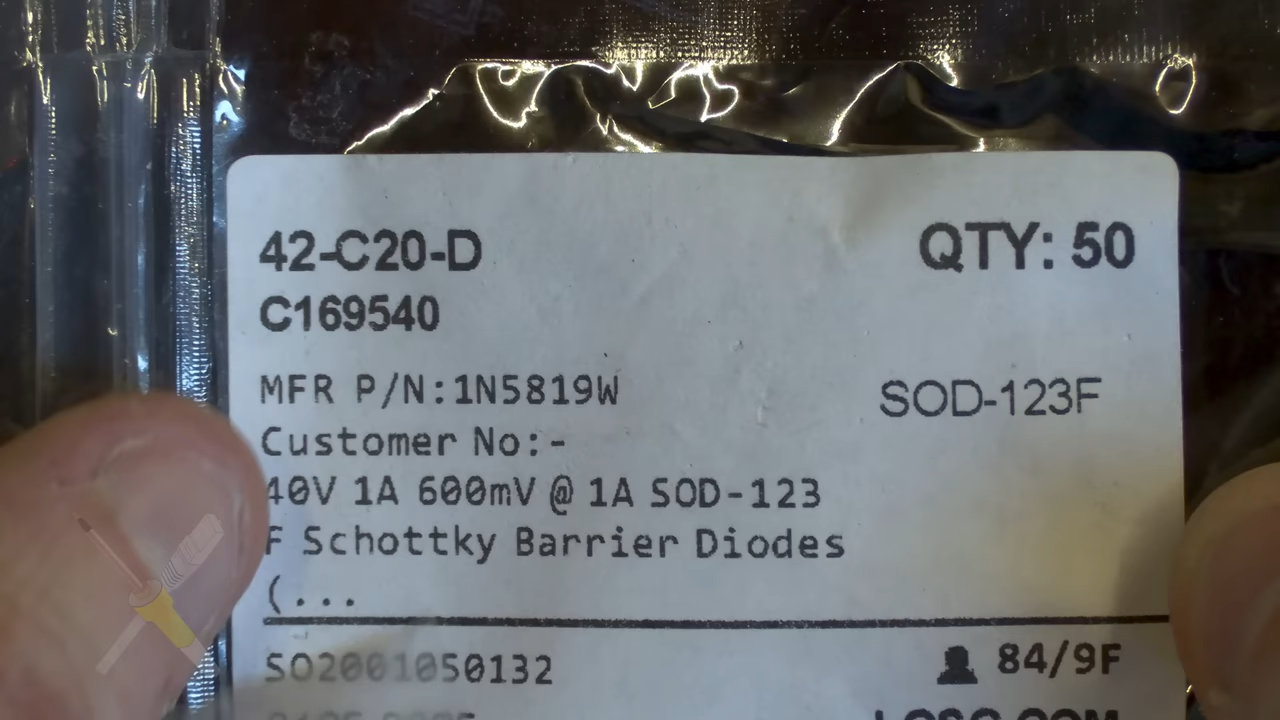 42-C20-D
QTY: 50
C169540
MFR P/N:1N5819W
SOD-123F
Customer No:-
40V 1A 600mV @ 1A SOD-123
F Schottky Barrier Diodes
(...
SO2001050132
84/9F